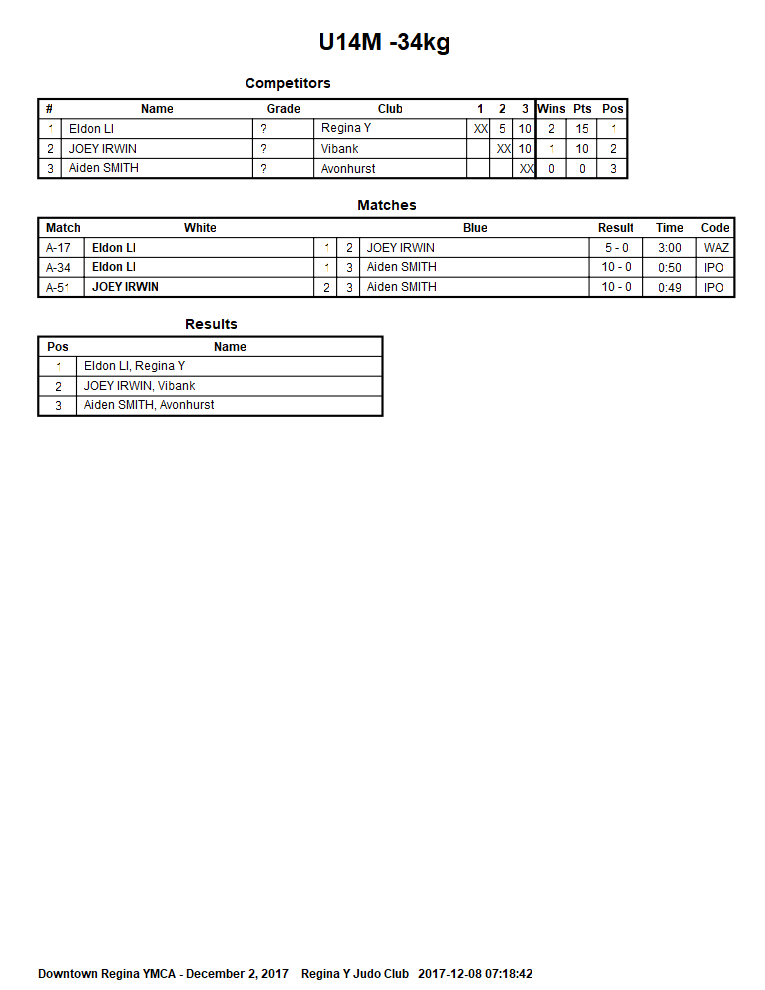 U14M -34kg
Competitors
# Name Grade Club 1 2 3 Wins Pts Pos
1 Eldon LI ? Regina Y XX 5 10 2 15 1
2 JOEY IRWIN ? Vibank XX 10 1 10 2
3 Aiden SMITH ? Avonhurst XX 0 0 3
Matches
Match White Blue Result Time Code
A-17 Eldon LI 1 2 JOEY IRWIN 5 - 0 3:00 WAZ
A-34 Eldon LI 1 3 Aiden SMITH 10 - 0 0:50 IPO
A-51 JOEY IRWIN 2 3 Aiden SMITH 10 - 0 0:49 IPO
Results
Pos Name
1 Eldon LI, Regina Y
2 JOEY IRWIN, Vibank
3 Aiden SMITH, Avonhurst
Downtown Regina YMCA - December 2, 2017 Regina Y Judo Club 2017-12-08 07:18:42